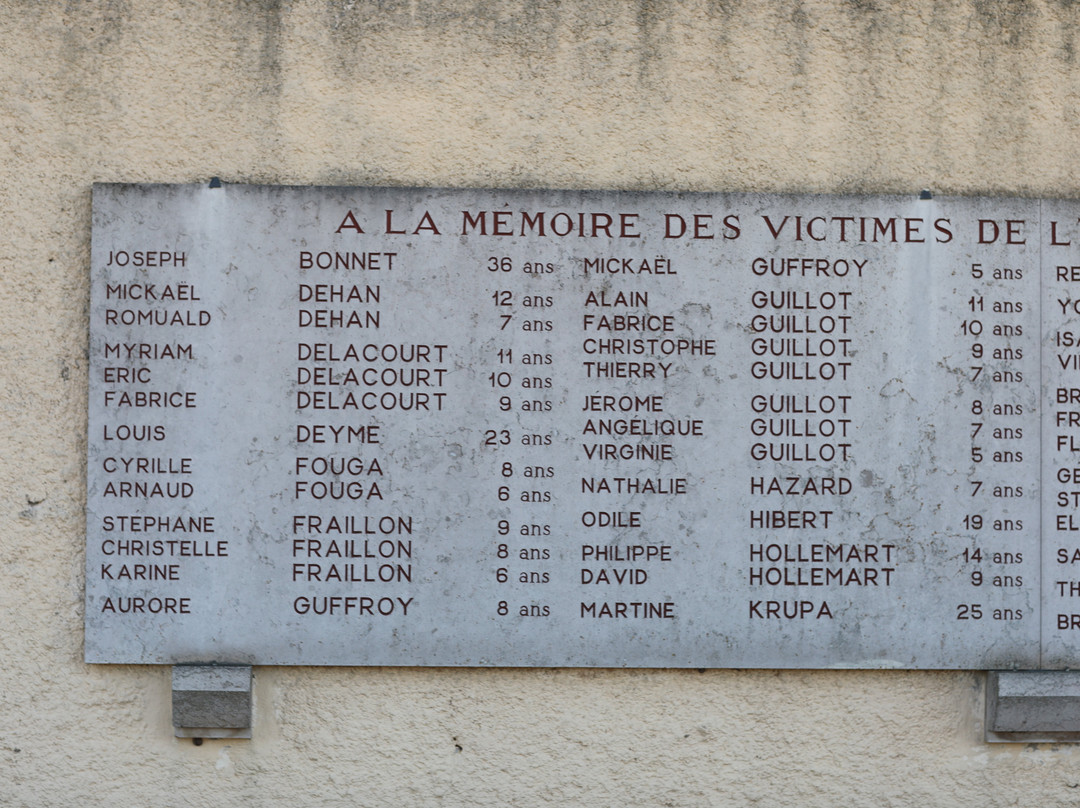 A LA MEMOIRE DES VICTIMES DE L'
JOSEPH BONNET 36 ans
MICKAËL DEHAN 12 ans
ROMUALD DEHAN 7 ans
MYRIAM DELACOURT 11 ans
ERIC DELACOURT 10 ans
FABRICE DELACOURT 9 ans
LOUIS DEYME 23 ans
CYRILLE FOUGA 8 ans
ARNAUD FOUGA 6 ans
STEPHANE FRAILLON 9 ans
CHRISTELLE FRAILLON 8 ans
KARINE FRAILLON 6 ans
AURORE GUFFROY 8 ans
MICKAËL GUFFROY 5 ans
ALAIN GUILLOT 11 ans
FABRICE GUILLOT 10 ans
CHRISTOPHE GUILLOT 9 ans
THIERRY GUILLOT 7 ans
JÉROME GUILLOT 8 ans
ANGÉLIQUE GUILLOT 7 ans
VIRGINIE GUILLOT 5 ans
NATHALIE HAZARD 7 ans
ODILE HIBERT 19 ans
PHILIPPE HOLLEMART 14 ans
DAVID HOLLEMART 9 ans
MARTINE KRUPA 25 ans